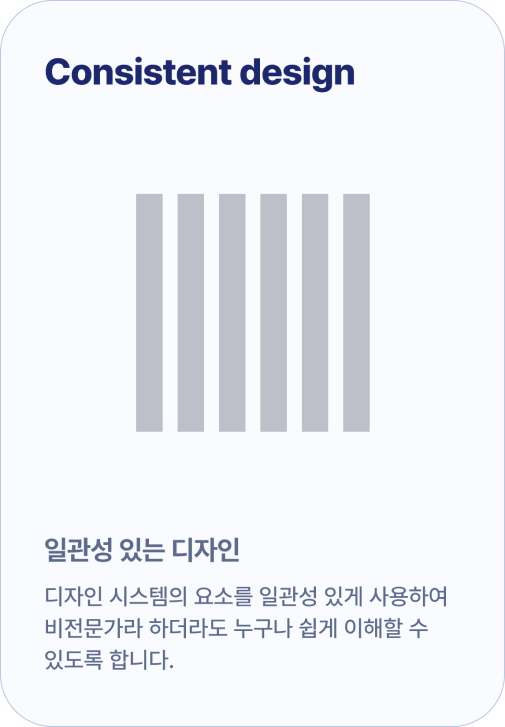 Consistent design
일관성 있는 디자인
디자인 시스템의 요소를 일관성 있게 사용하여
비전문가라 하더라도 누구나 쉽게 이해할 수
있도록 합니다.